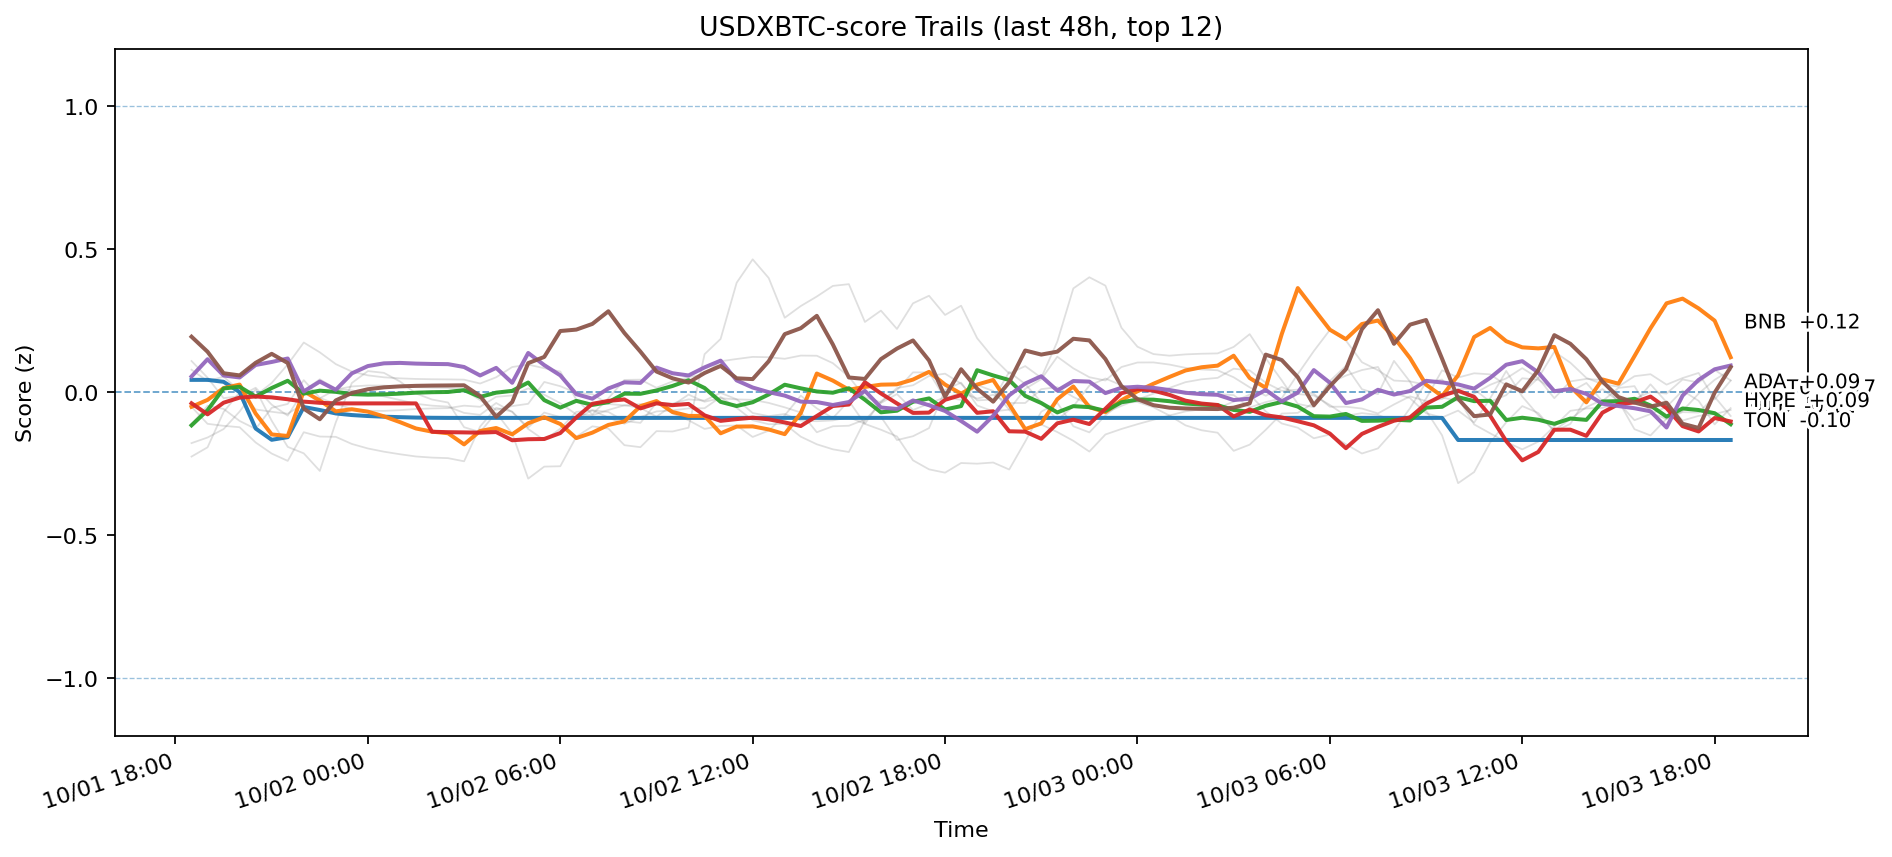 USDXBTC-score Trails (last 48h, top 12)
Score (z)
1.0
0.5
0.0
−0.5
−1.0
BNB +0.12
ADA +0.09
HYPE +0.09
TON -0.10
10/01 18:00
10/02 00:00
10/02 06:00
10/02 12:00
10/02 18:00
10/03 00:00
10/03 06:00
10/03 12:00
10/03 18:00
Time